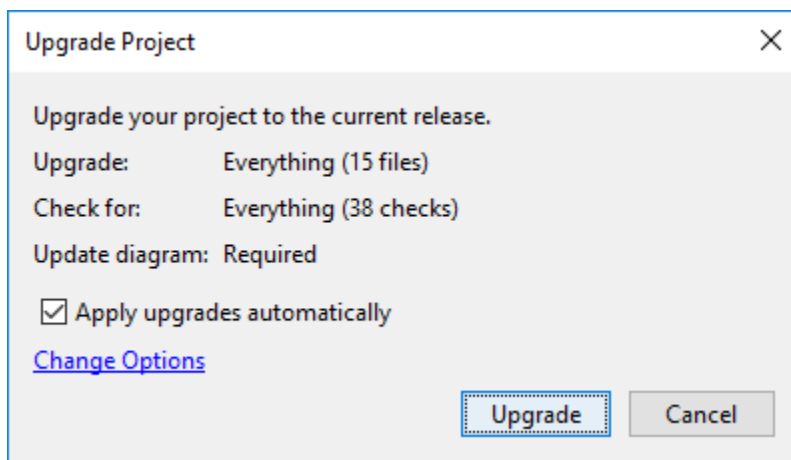 Upgrade Project
Upgrade your project to the current release.
Upgrade: Everything (15 files)
Check for: Everything (38 checks)
Update diagram: Required
Apply upgrades automatically
Change Options
Upgrade Cancel